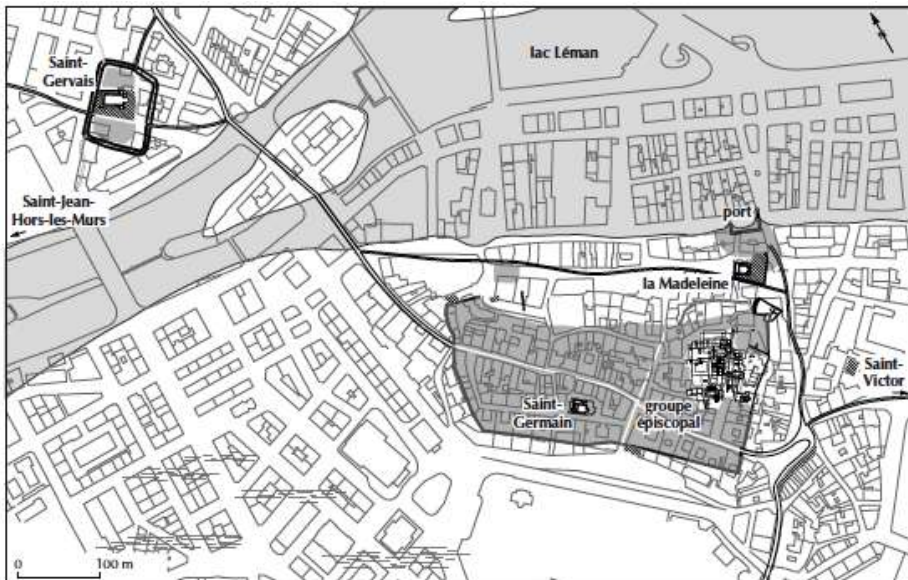 lac Léman
Saint-
Gervais
Saint-Jean-
Hors-les-Murs
port
la Madeleine
Saint-
Victor
Saint-
Germain
groupe
épiscopal
0
100 m